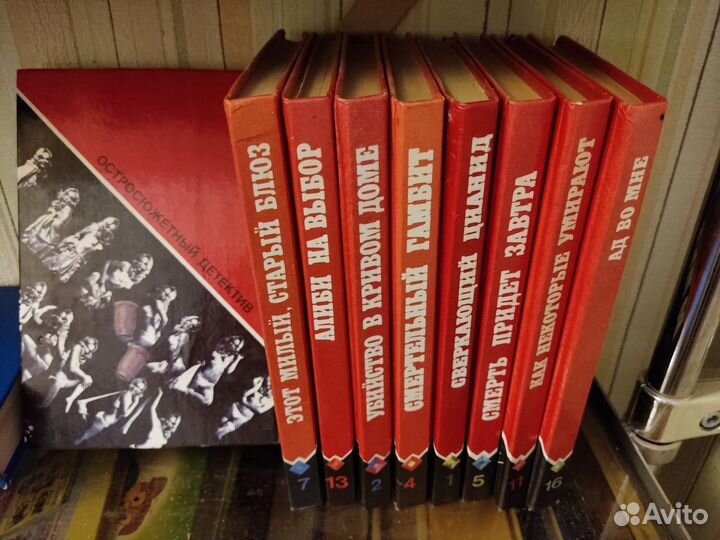 ОСТРОСЮЖЕТНЫЙ ДЕТЕКТИВ
ЭТОТ МИЛЫЙ, СТАРЫЙ БЛЮЗ
7
АЛИБИ НА ВЫБОР
13
УБИЙСТВО В КРИВОМ ДОМЕ
2
СМЕРТЕЛЬНЫЙ ГАМБИТ
4
СВЕРКАЮЩИЙ ЦИАНИД
1
СМЕРТЬ ПРИДЕТ ЗАВТРА
5
КАК НЕКОТОРЫЕ УМИРАЮТ
11
АД ВО МНЕ
16
Avito